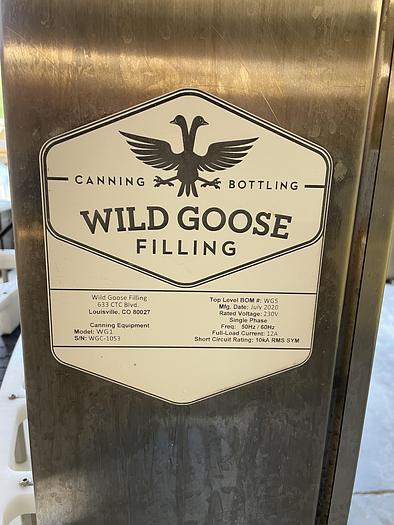 CANNING BOTTLING
WILD GOOSE
FILLING
Wild Goose Filling
633 CTC Blvd.
Louisville, CO 80027
Canning Equipment
Model: WG1
S/N: WGC-1053
Top Level BOM #: WG5
Mfg. Date: July 2020
Rated Voltage: 230V
Single Phase
Freq: 50Hz / 60Hz
Full-Load Current: 12A
Short Circuit Rating: 10kA RMS SYM